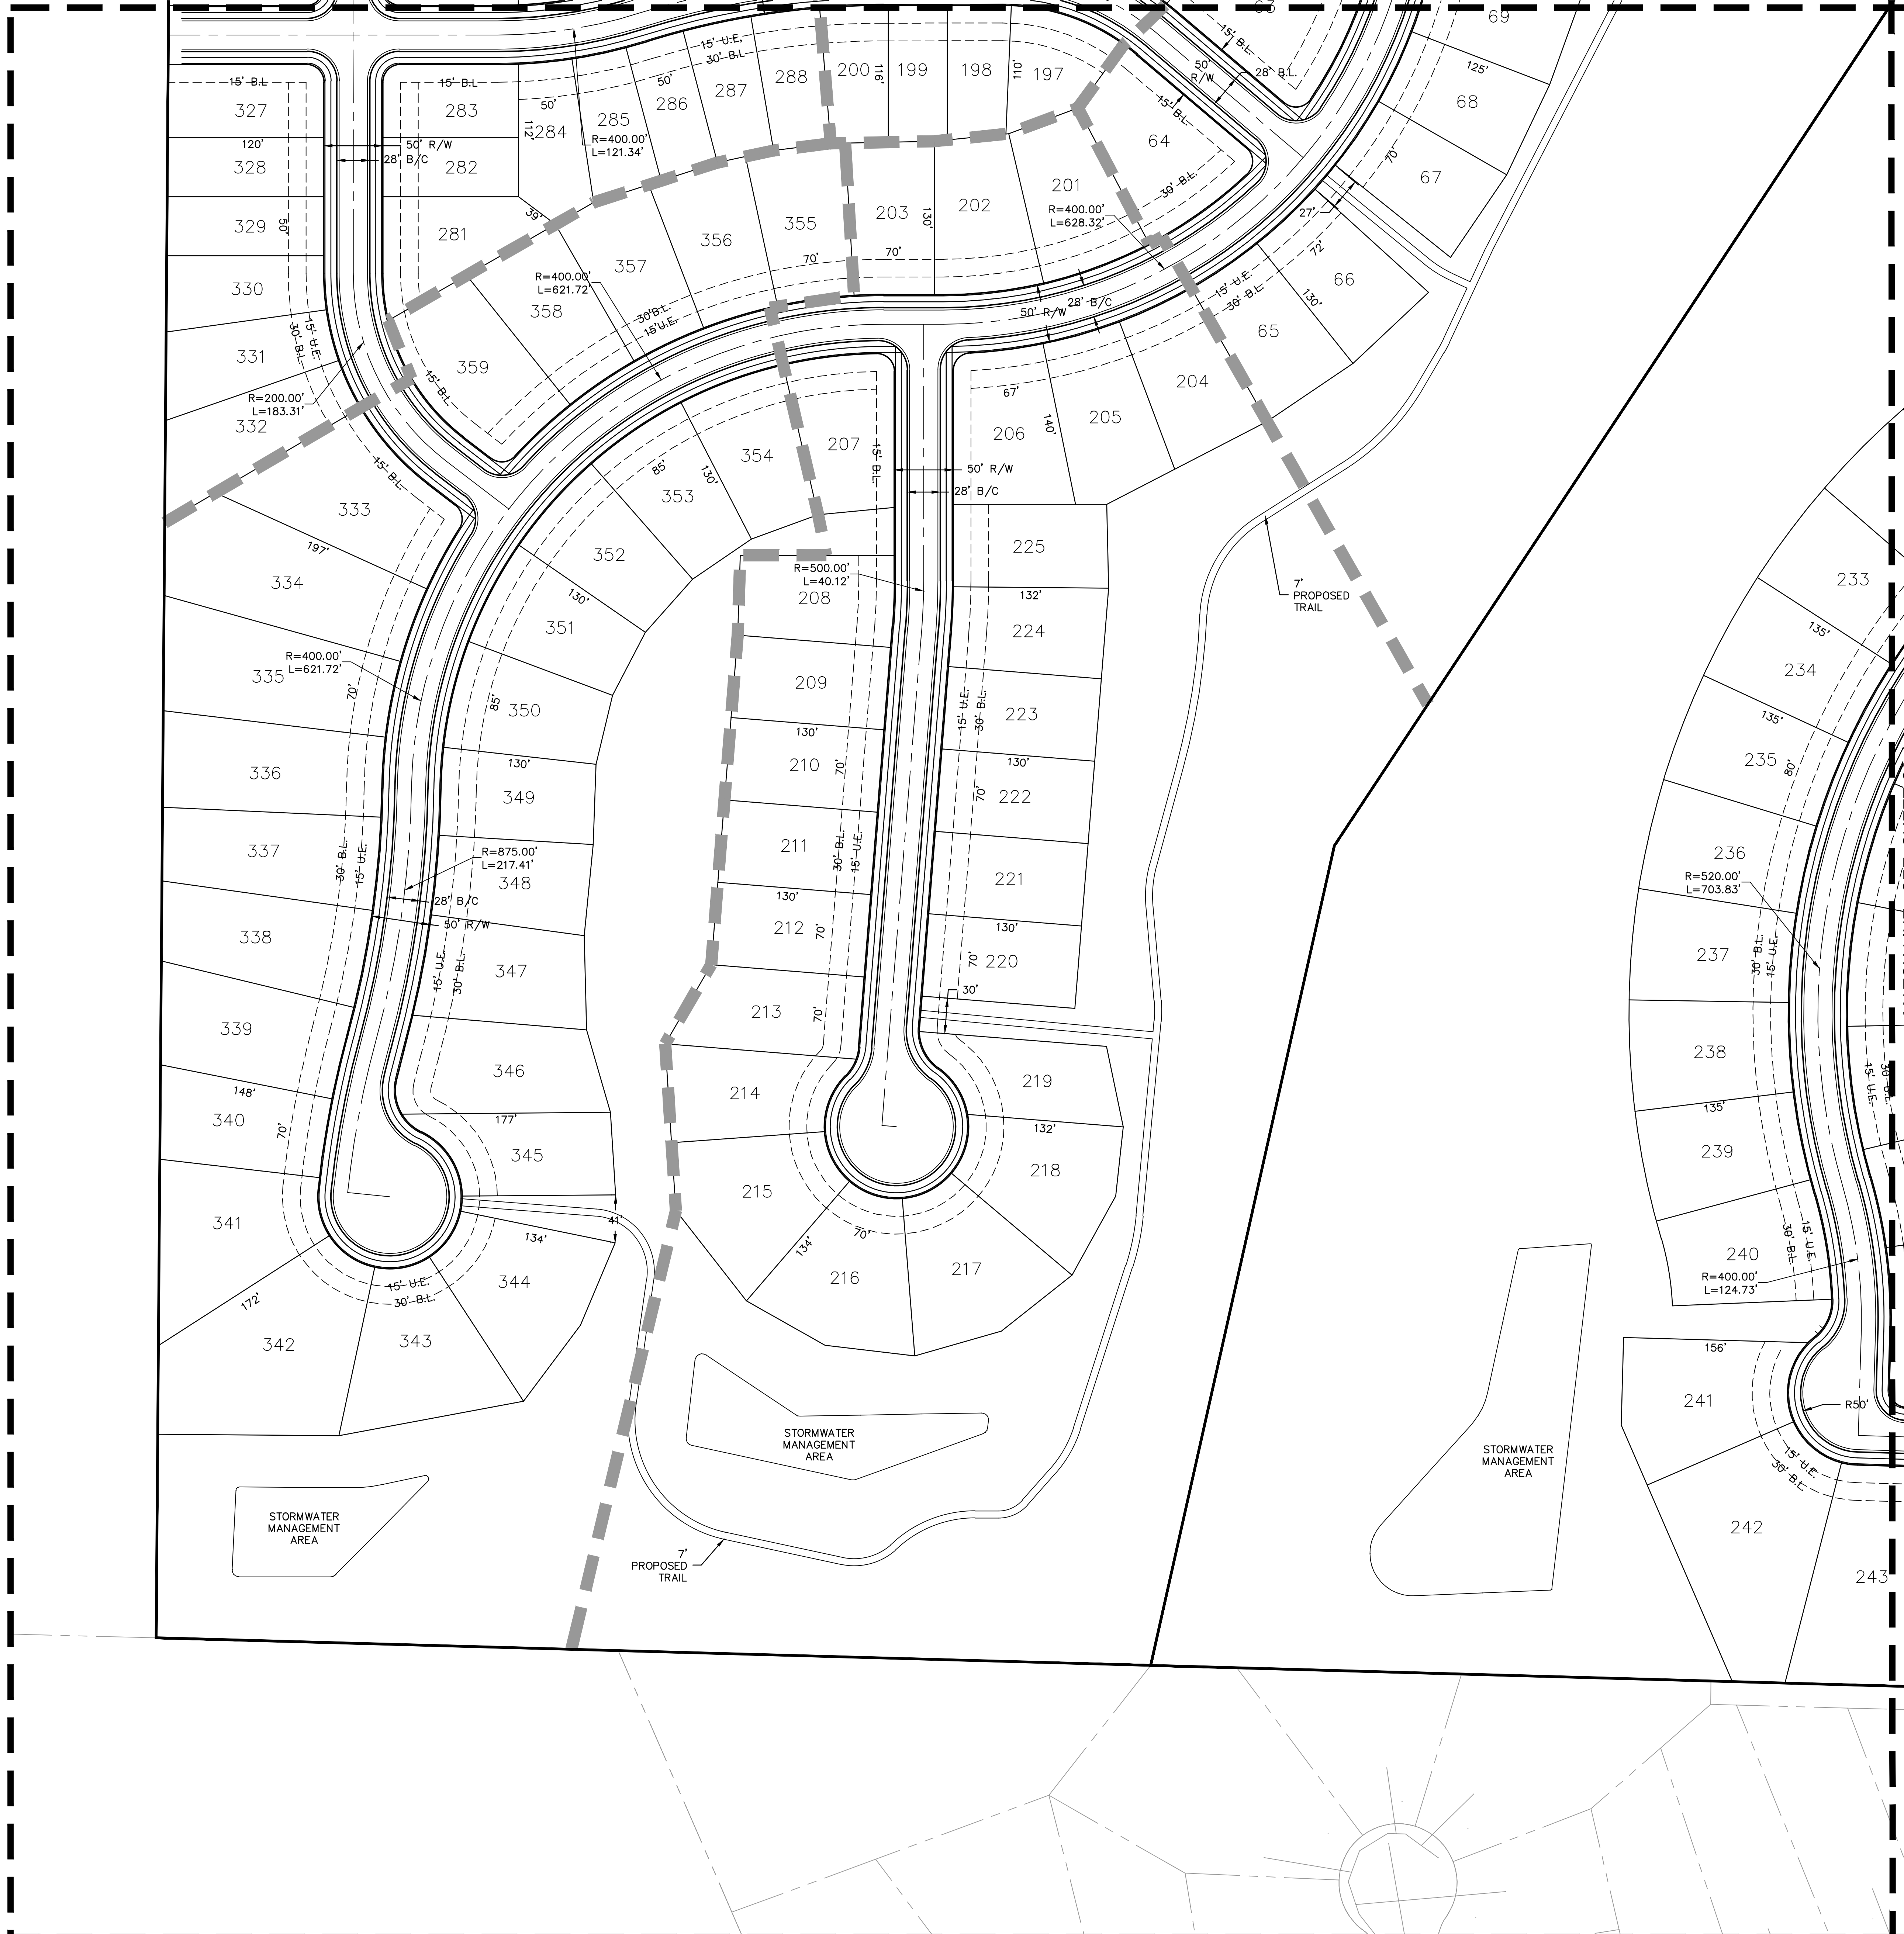 63
69
15' B.L.
15' U.E.
30' B.L
50'
R/W
28' B.L.
125'
68
15' B.L
327
120'
328
329
50'
330
331
332
30' B.L.
15' U.E.
50' R/W
28' B/C
15' B.L
283
282
281
50'
112'
284
285
R=400.00'
L=121.34'
50'
286
287
288
200
116'
199
198
110'
197
15' B.L.
64
30' B.L.
70'
67
27'
39'
201
R=400.00'
L=628.32'
202
130'
203
355
356
357
358
359
70'
70'
R=400.00'
L=621.72'
30'B.L.
15'U.E.
72'
66
15' U.E.
30' B.L.
130'
65
28' B/C
50' R/W
204
205
206
67'
140'
R=200.00'
L=183.31'
15' B.L.
15' B.L.
333
197'
334
335
R=400.00'
L=621.72'
70'
336
337
30' B.L.
15' U.E.
338
339
148'
340
70'
341
172'
342
343
344
134'
15' U.E.
30' B.L.
41'
345
177'
346
347
15' U.E.
30' B.L.
348
R=875.00'
L=217.41'
28' B/C
50' R/W
349
130'
350
85'
351
130'
352
353
85'
130'
354
207
15' B.L.
50' R/W
28' B/C
R=500.00'
L=40.12'
208
209
130'
210
70'
211
30' B.L.
15' U.E.
130'
212
70'
213
70'
214
215
134'
70'
216
217
218
132'
219
30'
220
70'
130'
221
222
70'
130'
223
15' U.E.
30' B.L.
224
132'
225
7'
PROPOSED
TRAIL
233
135'
234
135'
235
80'
236
R=520.00'
L=703.83'
237
30' B.L.
15' U.E.
238
135'
239
15' U.E.
30' B.L.
240
30' B.L
15' U.E
R=400.00'
L=124.73'
156'
241
R50'
15' U.E.
30' B.L.
242
243
STORMWATER
MANAGEMENT
AREA
STORMWATER
MANAGEMENT
AREA
STORMWATER
MANAGEMENT
AREA
7'
PROPOSED
TRAIL